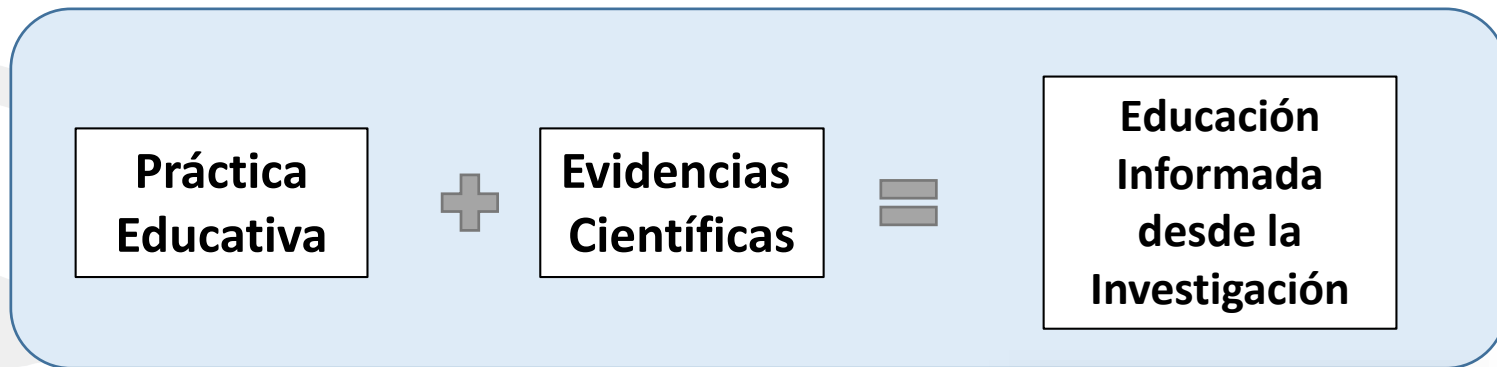 Práctica
Educativa
Evidencias
Científicas
Educación
Informada
desde la
Investigación